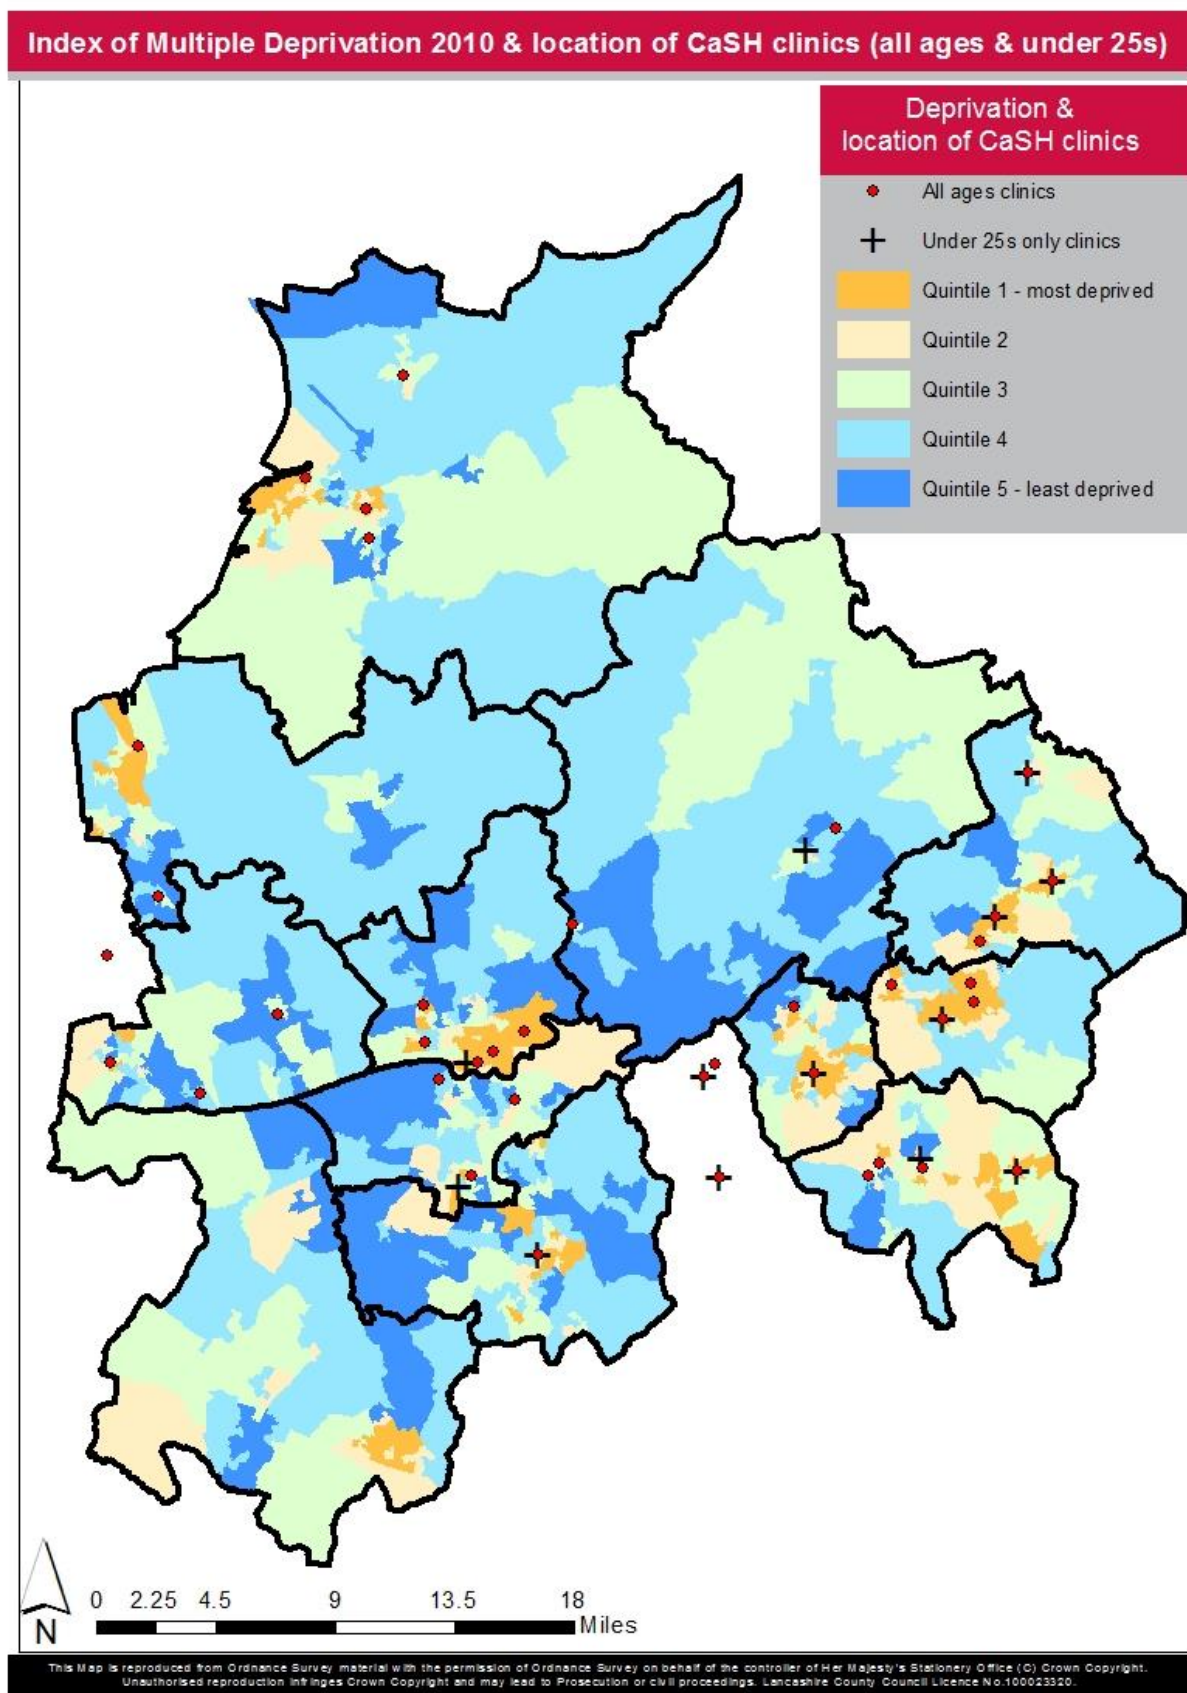 Index of Multiple Deprivation 2010 & location of CaSH clinics (all ages & under 25s)
Deprivation &
location of CaSH clinics
All ages clinics
Under 25s only clinics
Quintile 1 - most deprived
Quintile 2
Quintile 3
Quintile 4
Quintile 5 - least deprived
0 2.25 4.5 9 13.5 18
Miles
N
This Map is reproduced from Ordnance Survey material with the permission of Ordnance Survey on behalf of the controller of Her Majesty's Stationery Office (C) Crown Copyright.
Unauthorised reproduction infringes Crown Copyright and may lead to Prosecution or civil proceedings. Lancashire County Council Licence No.100023320.